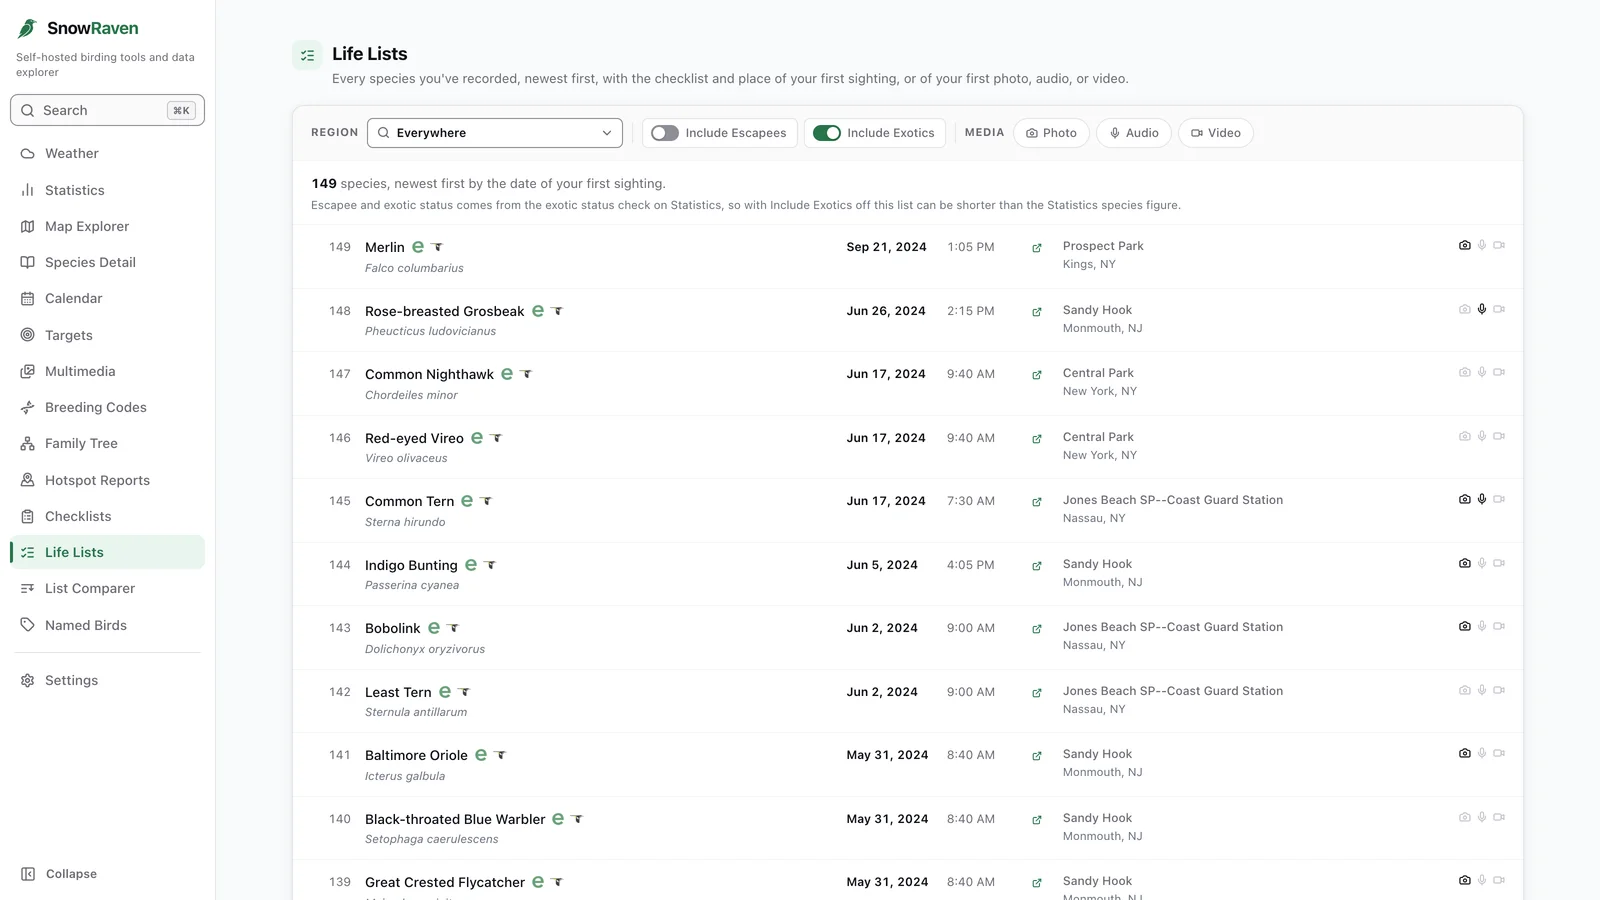 SnowRaven
Self-hosted birding tools and data
explorer
Search ⌘K
Weather
Statistics
Map Explorer
Species Detail
Calendar
Targets
Multimedia
Breeding Codes
Family Tree
Hotspot Reports
Checklists
Life Lists
List Comparer
Named Birds
Settings
Collapse
Life Lists
Every species you've recorded, newest first, with the checklist and place of your first sighting, or of your first photo, audio, or video.
REGION Everywhere Include Escapees Include Exotics MEDIA Photo Audio Video
149 species, newest first by the date of your first sighting.
Escapee and exotic status comes from the exotic status check on Statistics, so with Include Exotics off this list can be shorter than the Statistics species figure.
149 Merlin e Sep 21, 2024 1:05 PM Prospect Park
Falco columbarius Kings, NY
148 Rose-breasted Grosbeak e Jun 26, 2024 2:15 PM Sandy Hook
Pheucticus ludovicianus Monmouth, NJ
147 Common Nighthawk e Jun 17, 2024 9:40 AM Central Park
Chordeiles minor New York, NY
146 Red-eyed Vireo e Jun 17, 2024 9:40 AM Central Park
Vireo olivaceus New York, NY
145 Common Tern e Jun 17, 2024 7:30 AM Jones Beach SP--Coast Guard Station
Sterna hirundo Nassau, NY
144 Indigo Bunting e Jun 5, 2024 4:05 PM Sandy Hook
Passerina cyanea Monmouth, NJ
143 Bobolink e Jun 2, 2024 9:00 AM Jones Beach SP--Coast Guard Station
Dolichonyx oryzivorus Nassau, NY
142 Least Tern e Jun 2, 2024 9:00 AM Jones Beach SP--Coast Guard Station
Sternula antillarum Nassau, NY
141 Baltimore Oriole e May 31, 2024 8:40 AM Sandy Hook
Icterus galbula Monmouth, NJ
140 Black-throated Blue Warbler e May 31, 2024 8:40 AM Sandy Hook
Setophaga caerulescens Monmouth, NJ
139 Great Crested Flycatcher e May 31, 2024 8:40 AM Sandy Hook